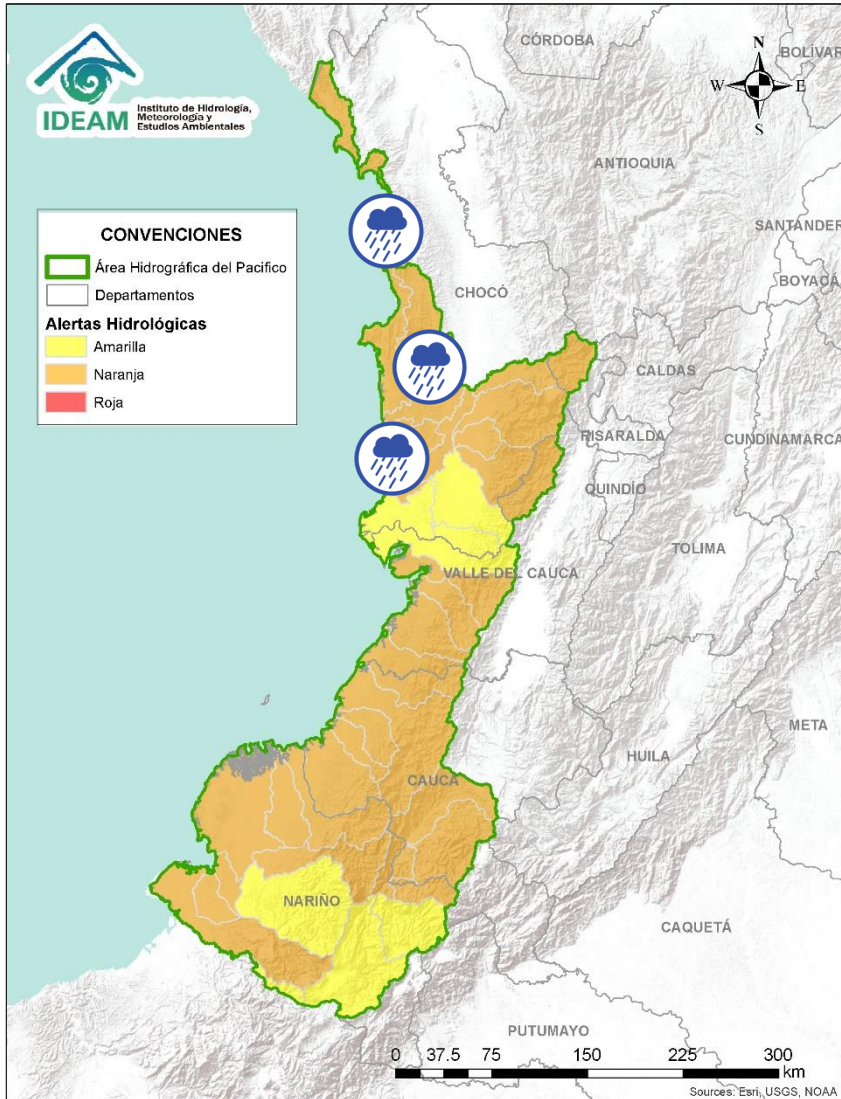 IDEAM
Instituto de Hidrología,
Meteorología y
Estudios Ambientales
CÓRDOBA
BOLÍVAR
N
W
E
S
ANTIOQUIA
SANTANDER
BOYACÁ
CONVENCIONES
Área Hidrográfica del Pacifico
Departamentos
Alertas Hidrológicas
Amarilla
Naranja
Roja
CHOCÓ
CALDAS
RISARALDA
CUNDINAMARCA
QUINDÍO
TOLIMA
VALLE DEL CAUCA
META
HUILA
CAUCA
NARIÑO
CAQUETÁ
PUTUMAYO
0 37.5 75 150 225 300
km
Sources: Esri, USGS, NOAA